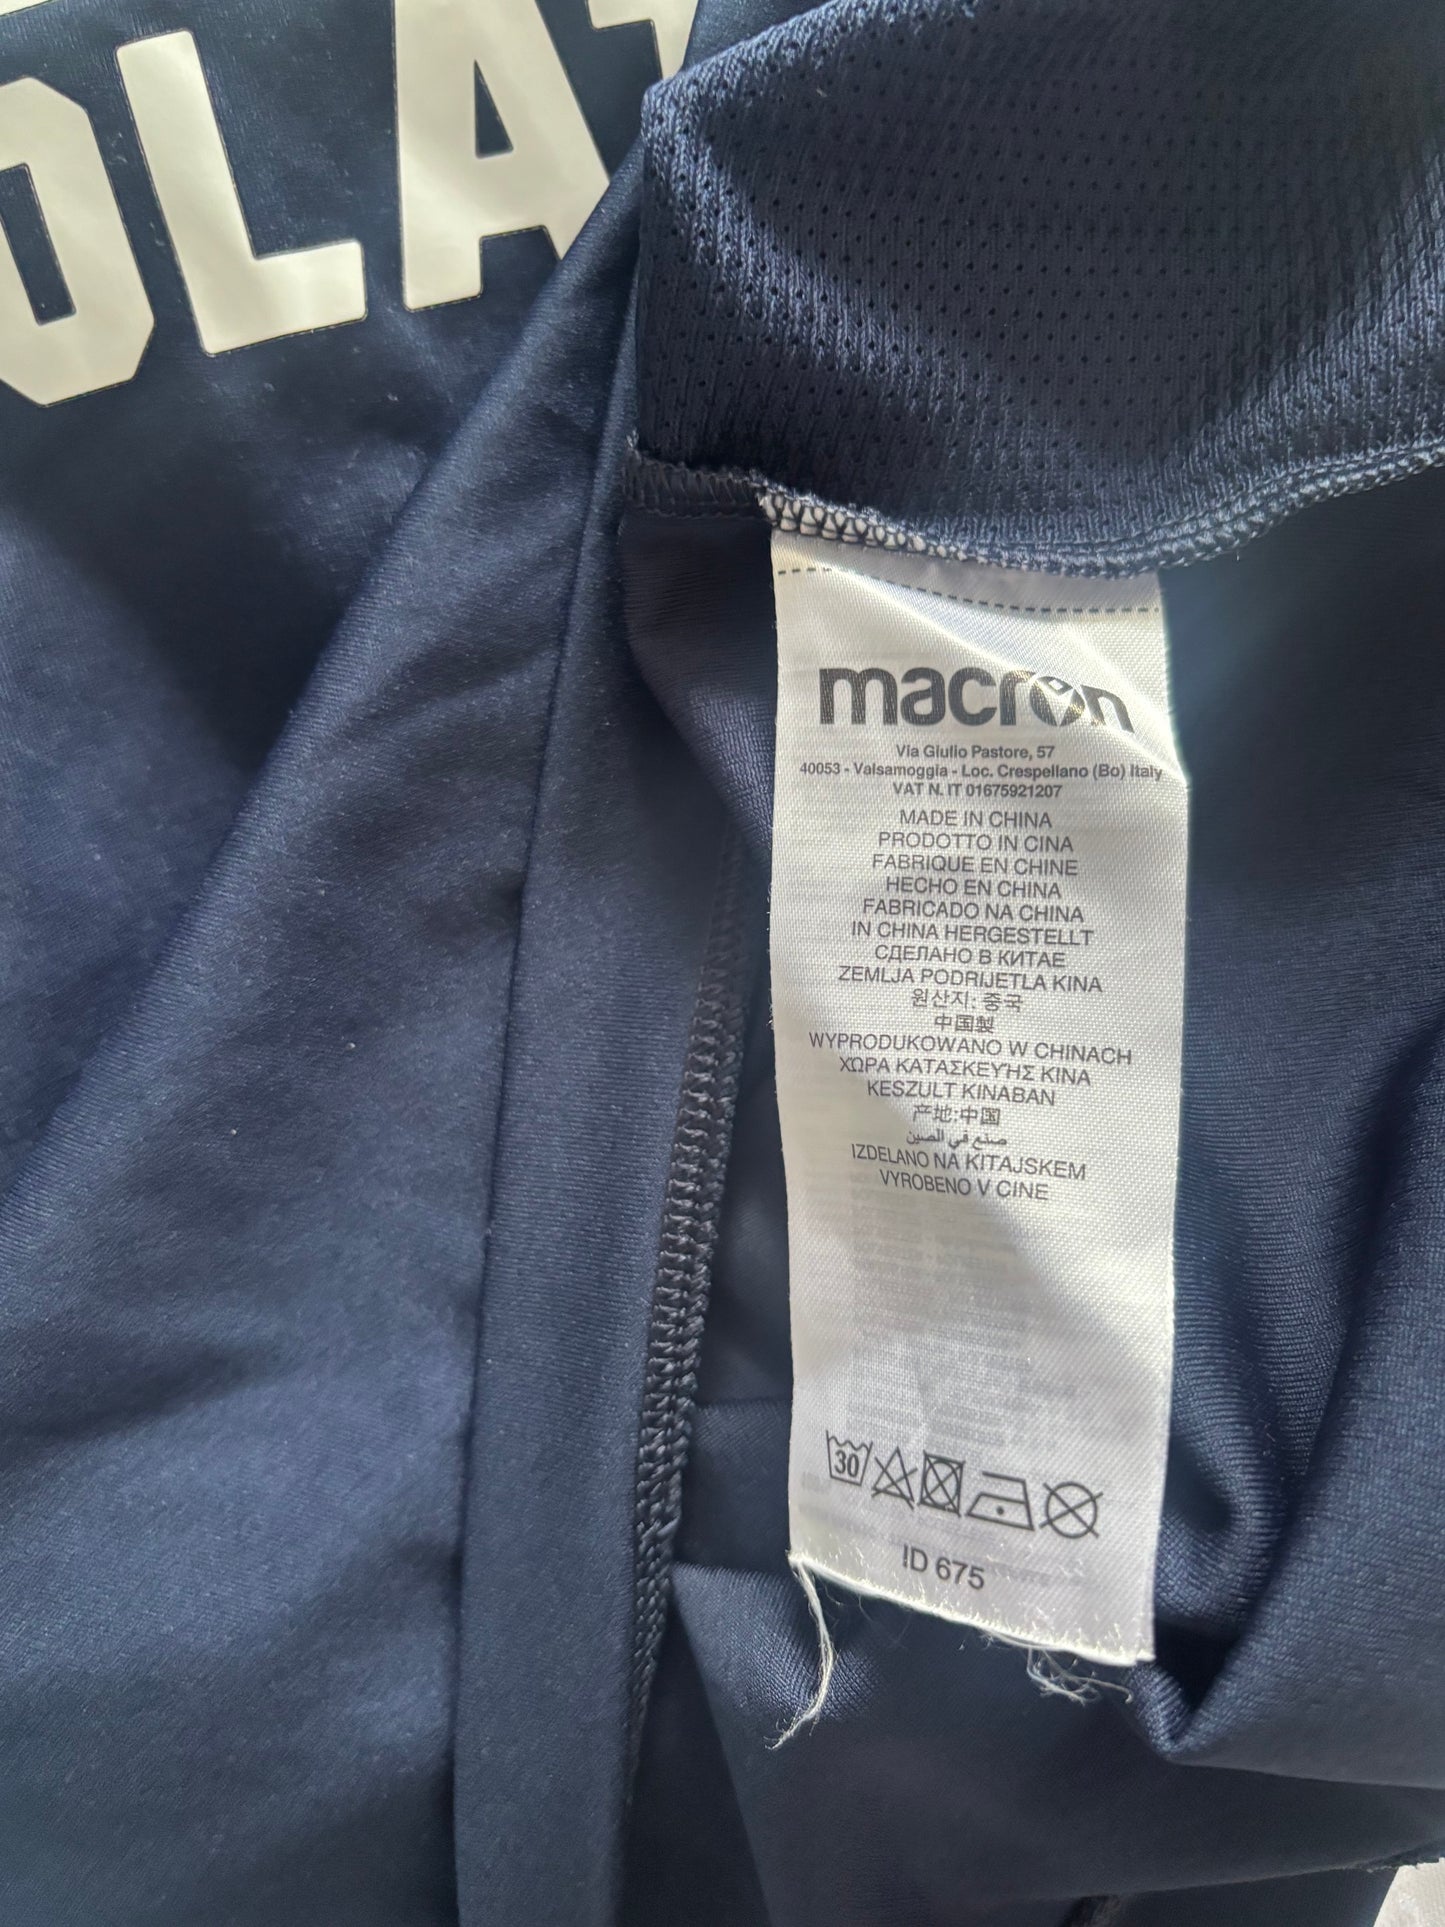 OLA
macron
Via Giulio Pastore, 57
40053 - Valsamoggia - Loc. Crespellano (Bo) Italy
VAT N. IT 01675921207
MADE IN CHINA
PRODOTTO IN CINA
FABRIQUE EN CHINE
HECHO EN CHINA
FABRICADO NA CHINA
IN CHINA HERGESTELLT
СДЕЛАНО В КИТАЕ
ZEMLJA PODRIJETLA KINA
원산지: 중국
中国製
WYPRODUKOWANO W CHINACH
ΧΏΡΑ ΚΑΤΑΣΚΕΥΉΣ ΚΙΝΑ
KESZULT KINABAN
产地:中国
صنع في الصين
IZDELANO NA KITAJSKEM
VYROBENO V CINE
30
ID 675